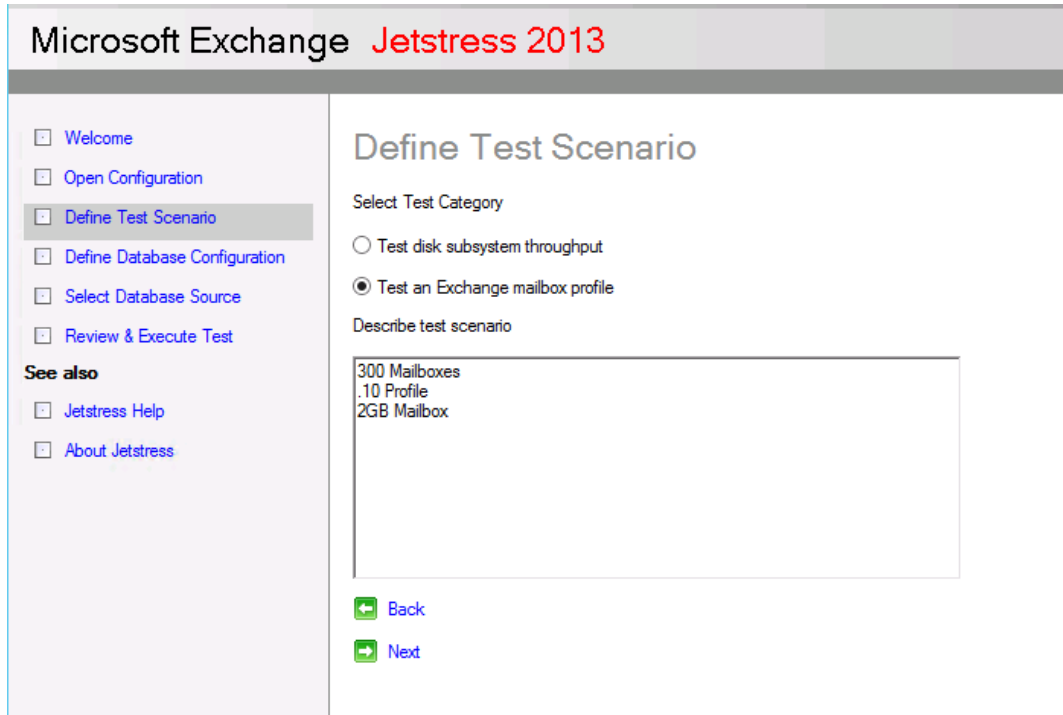 Microsoft Exchange Jetstress 2013
Welcome
Open Configuration
Define Test Scenario
Define Database Configuration
Select Database Source
Review & Execute Test
See also
Jetstress Help
About Jetstress
Define Test Scenario
Select Test Category
Test disk subsystem throughput
Test an Exchange mailbox profile
Describe test scenario
300 Mailboxes
.10 Profile
2GB Mailbox
Back
Next